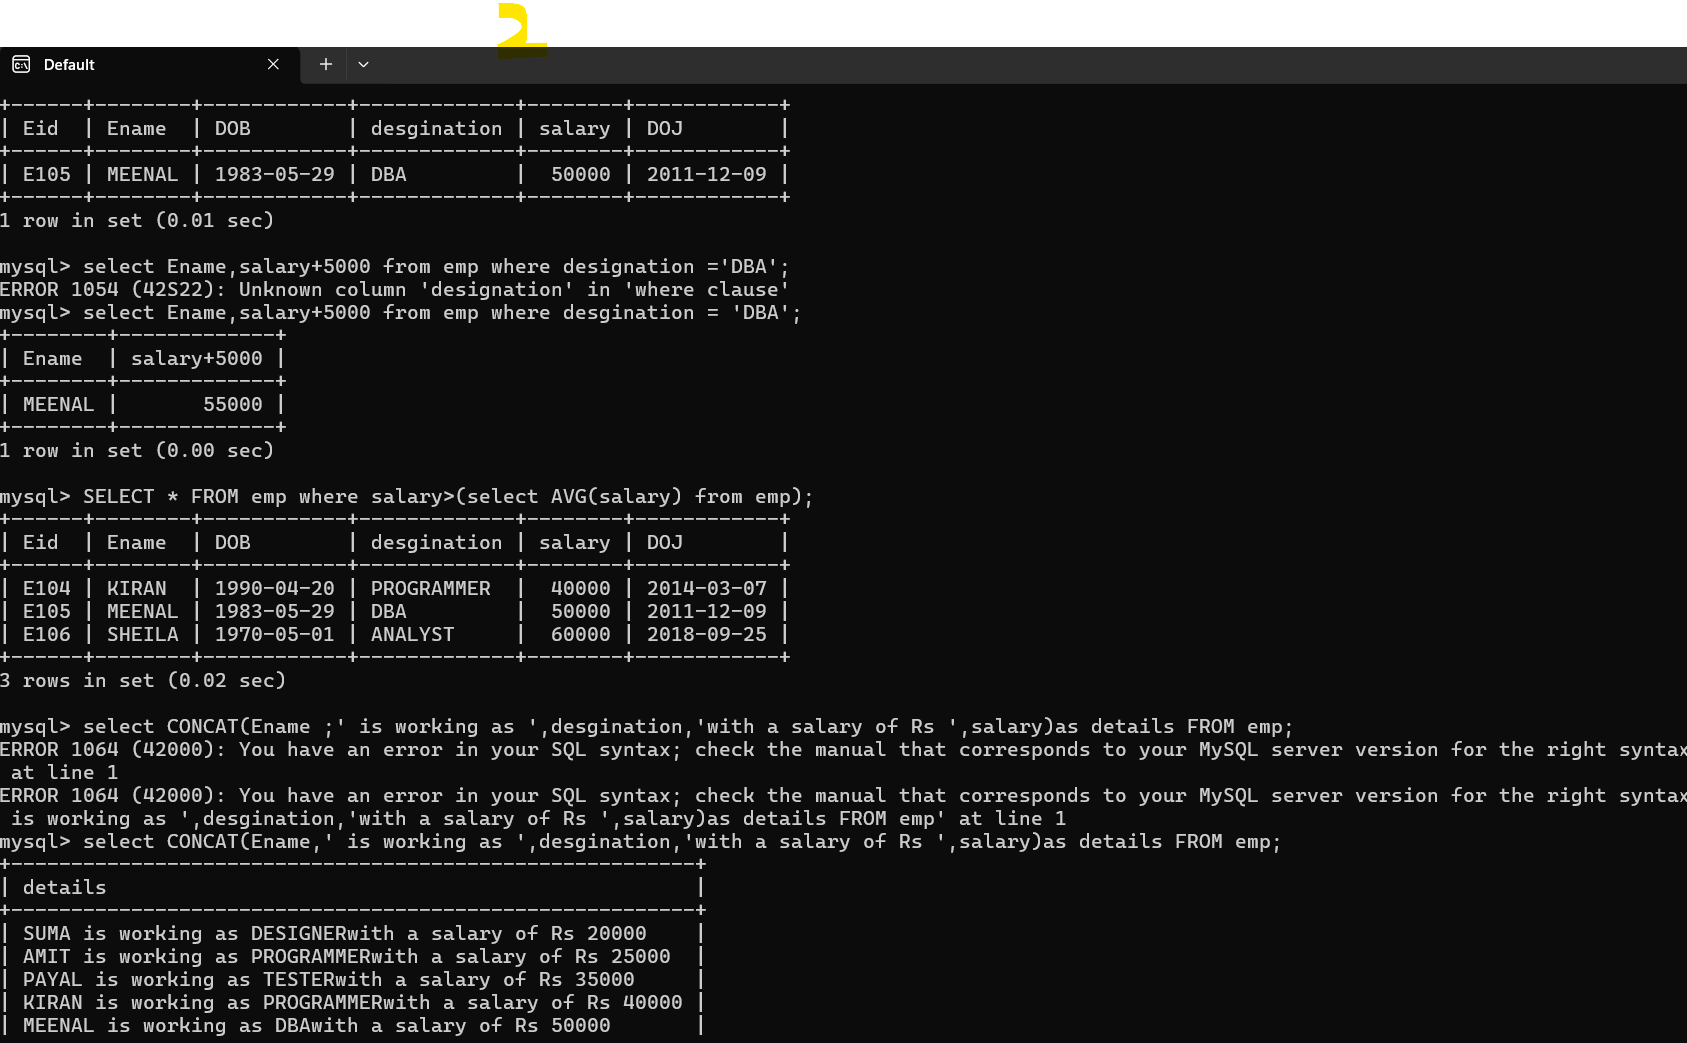 2
Default
+------+--------+------------+-------------+--------+------------+
| Eid  | Ename  | DOB        | desgination | salary | DOJ        |
+------+--------+------------+-------------+--------+------------+
| E105 | MEENAL | 1983-05-29 | DBA         |  50000 | 2011-12-09 |
+------+--------+------------+-------------+--------+------------+
1 row in set (0.01 sec)
mysql> select Ename,salary+5000 from emp where designation ='DBA';
ERROR 1054 (42S22): Unknown column 'designation' in 'where clause'
mysql> select Ename,salary+5000 from emp where desgination = 'DBA';
+--------+-------------+
| Ename  | salary+5000 |
+--------+-------------+
| MEENAL |       55000 |
+--------+-------------+
1 row in set (0.00 sec)
mysql> SELECT * FROM emp where salary>(select AVG(salary) from emp);
+------+--------+------------+-------------+--------+------------+
| Eid  | Ename  | DOB        | desgination | salary | DOJ        |
+------+--------+------------+-------------+--------+------------+
| E104 | KIRAN  | 1990-04-20 | PROGRAMMER  |  40000 | 2014-03-07 |
| E105 | MEENAL | 1983-05-29 | DBA         |  50000 | 2011-12-09 |
| E106 | SHEILA | 1970-05-01 | ANALYST     |  60000 | 2018-09-25 |
+------+--------+------------+-------------+--------+------------+
3 rows in set (0.02 sec)
mysql> select CONCAT(Ename ;' is working as ',desgination,'with a salary of Rs ',salary)as details FROM emp;
ERROR 1064 (42000): You have an error in your SQL syntax; check the manual that corresponds to your MySQL server version for the right syntax
 at line 1
ERROR 1064 (42000): You have an error in your SQL syntax; check the manual that corresponds to your MySQL server version for the right syntax
 is working as ',desgination,'with a salary of Rs ',salary)as details FROM emp' at line 1
mysql> select CONCAT(Ename,' is working as ',desgination,'with a salary of Rs ',salary)as details FROM emp;
+---------------------------------------------------------+
| details                                                 |
+---------------------------------------------------------+
| SUMA is working as DESIGNERwith a salary of Rs 20000    |
| AMIT is working as PROGRAMMERwith a salary of Rs 25000  |
| PAYAL is working as TESTERwith a salary of Rs 35000     |
| KIRAN is working as PROGRAMMERwith a salary of Rs 40000 |
| MEENAL is working as DBAwith a salary of Rs 50000       |